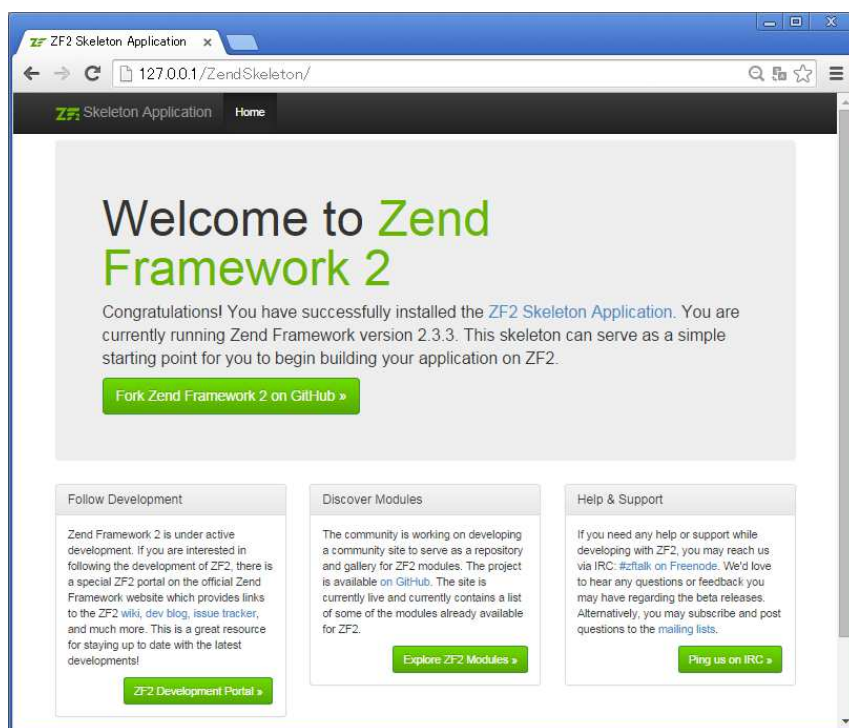 ZF2 Skeleton Application
127.0.0.1/ZendSkeleton/
ZF2 Skeleton Application Home
Welcome to Zend
Framework 2
Congratulations! You have successfully installed the ZF2 Skeleton Application. You are
currently running Zend Framework version 2.3.3. This skeleton can serve as a simple
starting point for you to begin building your application on ZF2.
Fork Zend Framework 2 on GitHub »
Follow Development
Zend Framework 2 is under active
development. If you are interested in
following the development of ZF2, there is
a special ZF2 portal on the official Zend
Framework website which provides links
to the ZF2 wiki, dev blog, issue tracker,
and much more. This is a great resource
for staying up to date with the latest
developments!
ZF2 Development Portal »
Discover Modules
The community is working on developing
a community site to serve as a repository
and gallery for ZF2 modules. The project
is available on GitHub. The site is
currently live and currently contains a list
of some of the modules already available
for ZF2.
Explore ZF2 Modules »
Help & Support
If you need any help or support while
developing with ZF2, you may reach us
via IRC: #zftalk on Freenode. We'd love
to hear any questions or feedback you
may have regarding the beta releases.
Alternatively, you may subscribe and post
questions to the mailing lists.
Ping us on IRC »